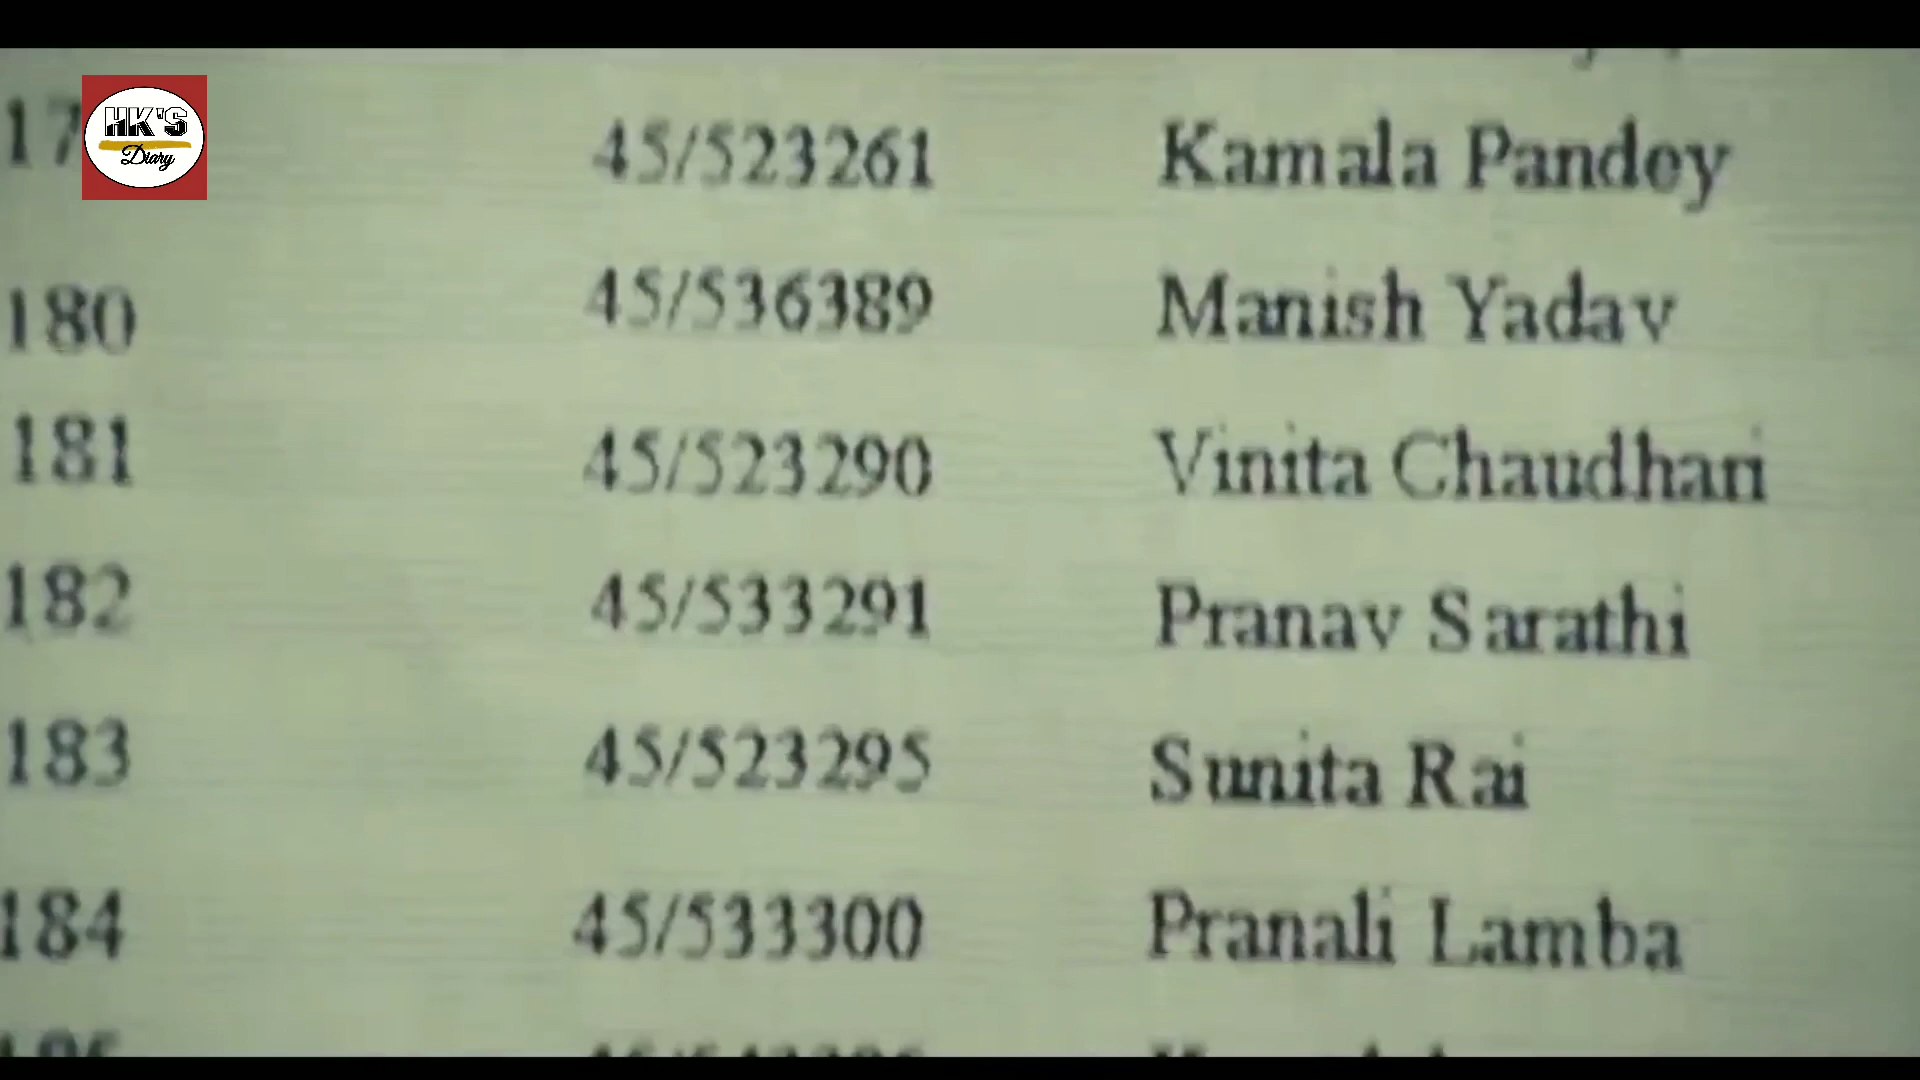 HK'S
Diary
45/523261 Kamala Pandey
180 45/536389 Manish Yadav
181 45/523290 Vinita Chaudhari
182 45/533291 Pranav Sarathi
183 45/523295 Sunita Rai
184 45/533300 Pranali Lamba